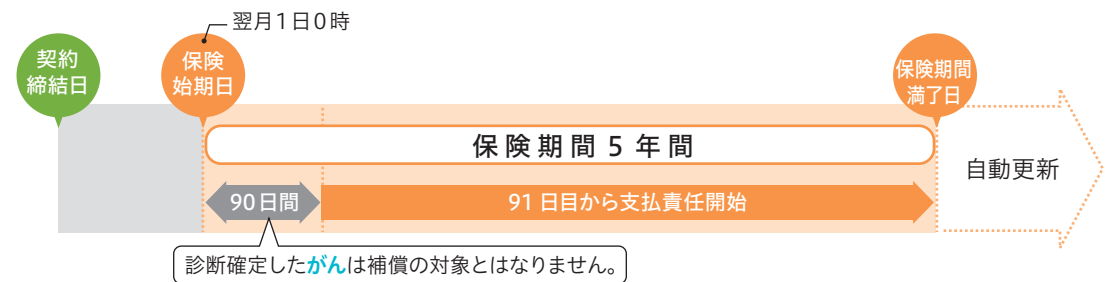 翌月1日0時
契約
締結日
保険
始期日
保険期間
満了日
保険期間 5 年間
自動更新
90日間
91 日目から支払責任開始
診断確定したがんは補償の対象とはなりません。